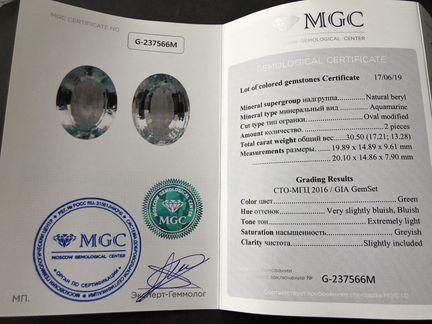 MGC CERTIFICATE NO
G-237566M
MGC
MOSCOW GEMOLOGICAL CENTER
MGC
МП.
Эксперт-Геммолог
MGC
MOSCOW GEMOLOGICAL CENTER
GEMOLOGICAL CERTIFICATE
Lot of colored gemstones Certificate 17/06/19
Mineral supergroup надгруппа Natural beryl
Mineral type минеральный вид Aquamarine
Cut type тип огранки Oval modified
Amount количество 2 pieces
Total carat weight общий вес 30.50 (17.21; 13.28)
Measurements размеры 19.89 x 14.89 x 9.61 mm
20.10 x 14.86 x 7.90 mm
Grading Results
СТО-МГЦ 2016 / GIA GemSet
Color цвет Green
Hue оттенок Very slightly bluish, Bluish
Tone тон Extremely light
Saturation насыщенность Greyish
Clarity чистота Slightly included
G-237566M